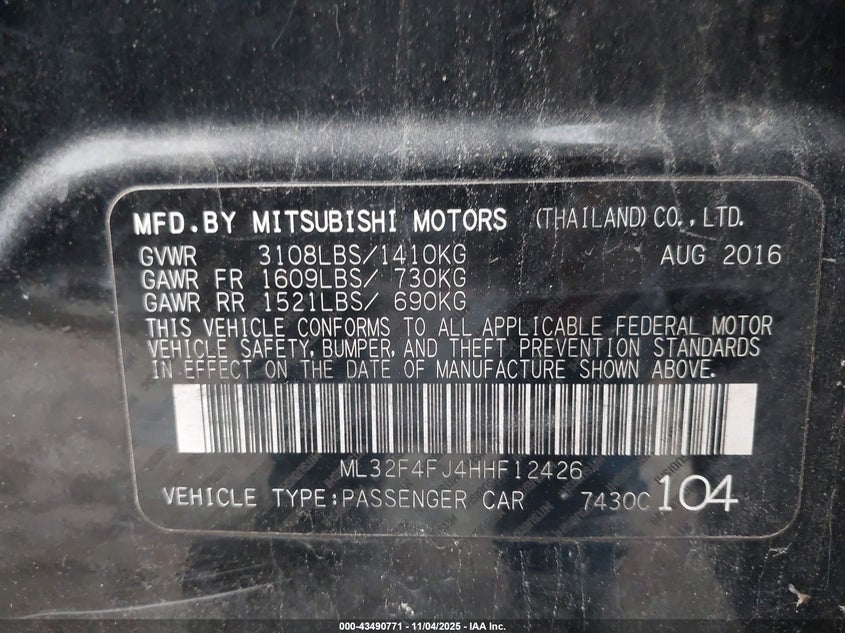 MFD.BY MITSUBISHI MOTORS (THAILAND) CO., LTD.
GVWR 3108LBS/1410KG AUG 2016
GAWR FR 1609LBS/ 730KG
GAWR RR 1521LBS/ 690KG
THIS VEHICLE CONFORMS TO ALL APPLICABLE FEDERAL MOTOR
VEHICLE SAFETY, BUMPER, AND THEFT PREVENTION STANDARDS
IN EFFECT ON THE DATE OF MANUFACTURE SHOWN ABOVE.
ML32F4FJ4HHF12426
VEHICLE TYPE:PASSENGER CAR 7430C 104
000-43490771 - 11/04/2025 - IAA Inc.